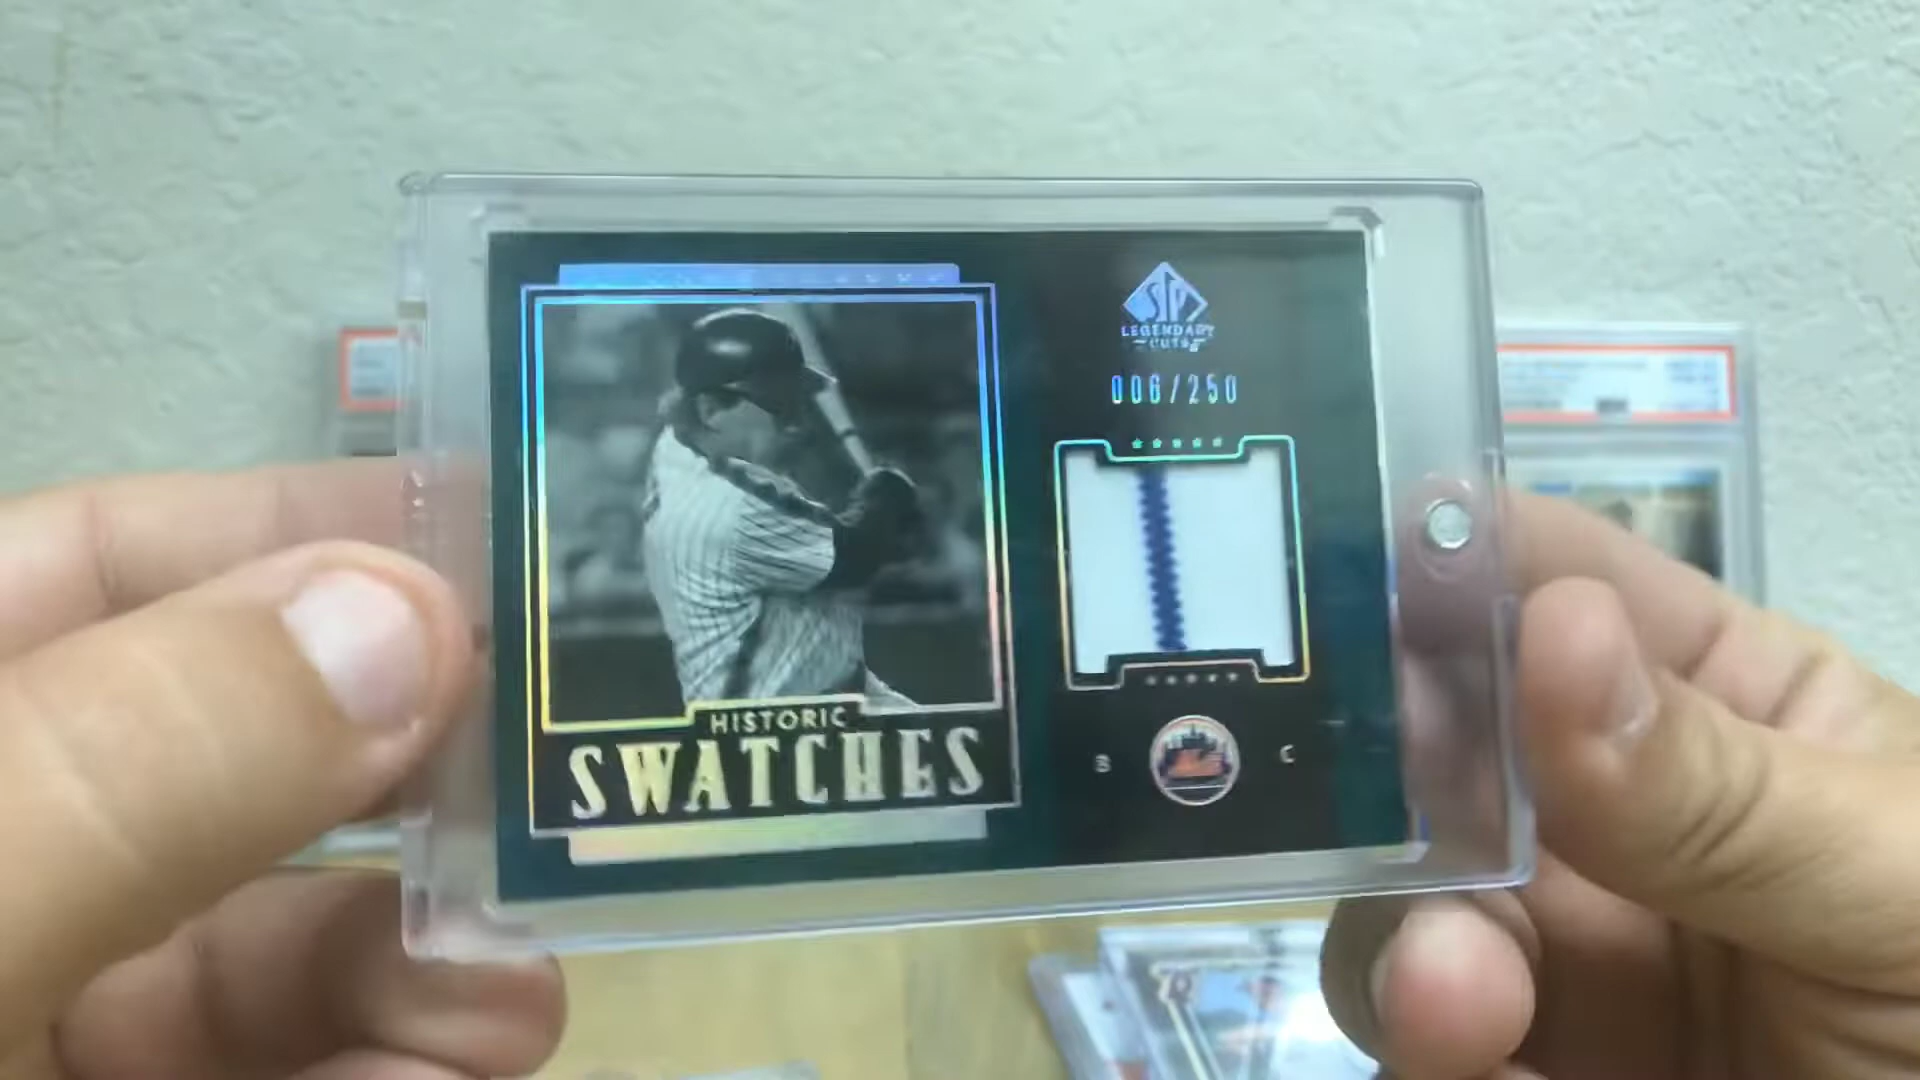 SP
LEGENDARY
CUTS
006/250
HISTORIC
SWATCHES
B C